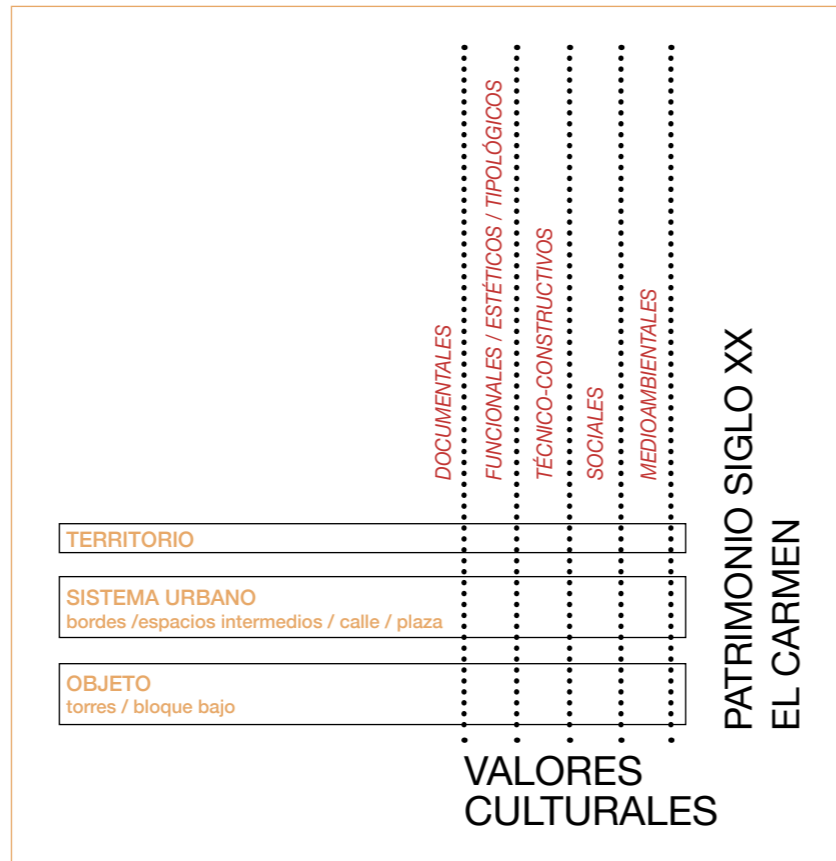 DOCUMENTALES
FUNCIONALES / ESTÉTICOS / TIPOLÓGICOS
TÉCNICO-CONSTRUCTIVOS
SOCIALES
MEDIOAMBIENTALES
PATRIMONIO SIGLO XX
EL CARMEN
TERRITORIO
SISTEMA URBANO
bordes /espacios intermedios / calle / plaza
OBJETO
torres / bloque bajo
VALORES
CULTURALES